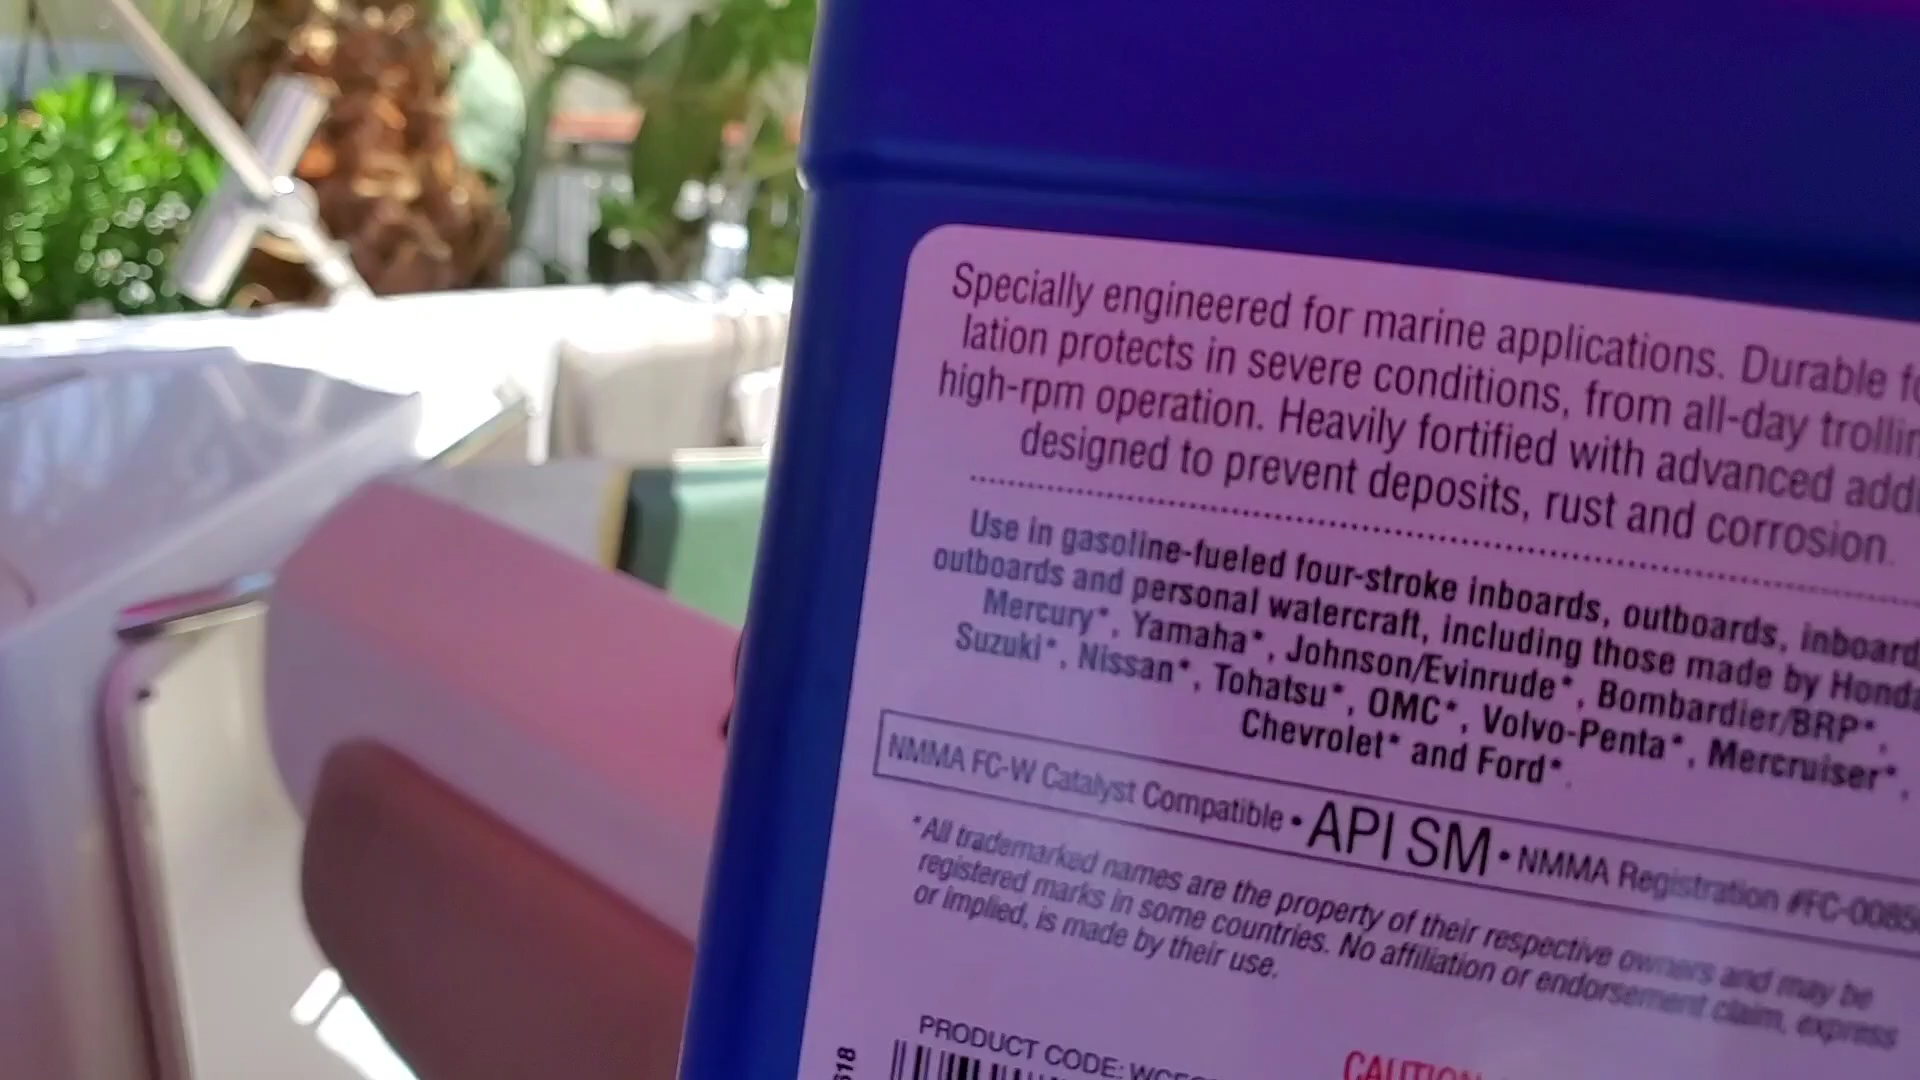 Specially engineered for marine applications. Durable
lation protects in severe conditions, from all-day
high-rpm operation. Heavily fortified with advanced
designed to prevent deposits, rust and corrosion.
Use in gasoline-fueled four-stroke inboards, outboards,
outboards and personal watercraft, including those made by
Mercury*, Yamaha*, Johnson/Evinrude*, Bombardier/BRP*,
Suzuki*, Nissan*, Tohatsu*, OMC*, Volvo-Penta*, Mercruiser*,
Chevrolet* and Ford*.
NMMA FC-W Catalyst Compatible • API SM • NMMA Registration
*All trademarked names are the property of their respective owners and may be
registered marks in some countries. No affiliation or endorsement claim, express
or implied, is made by their use.
PRODUCT CODE:
CAUTION